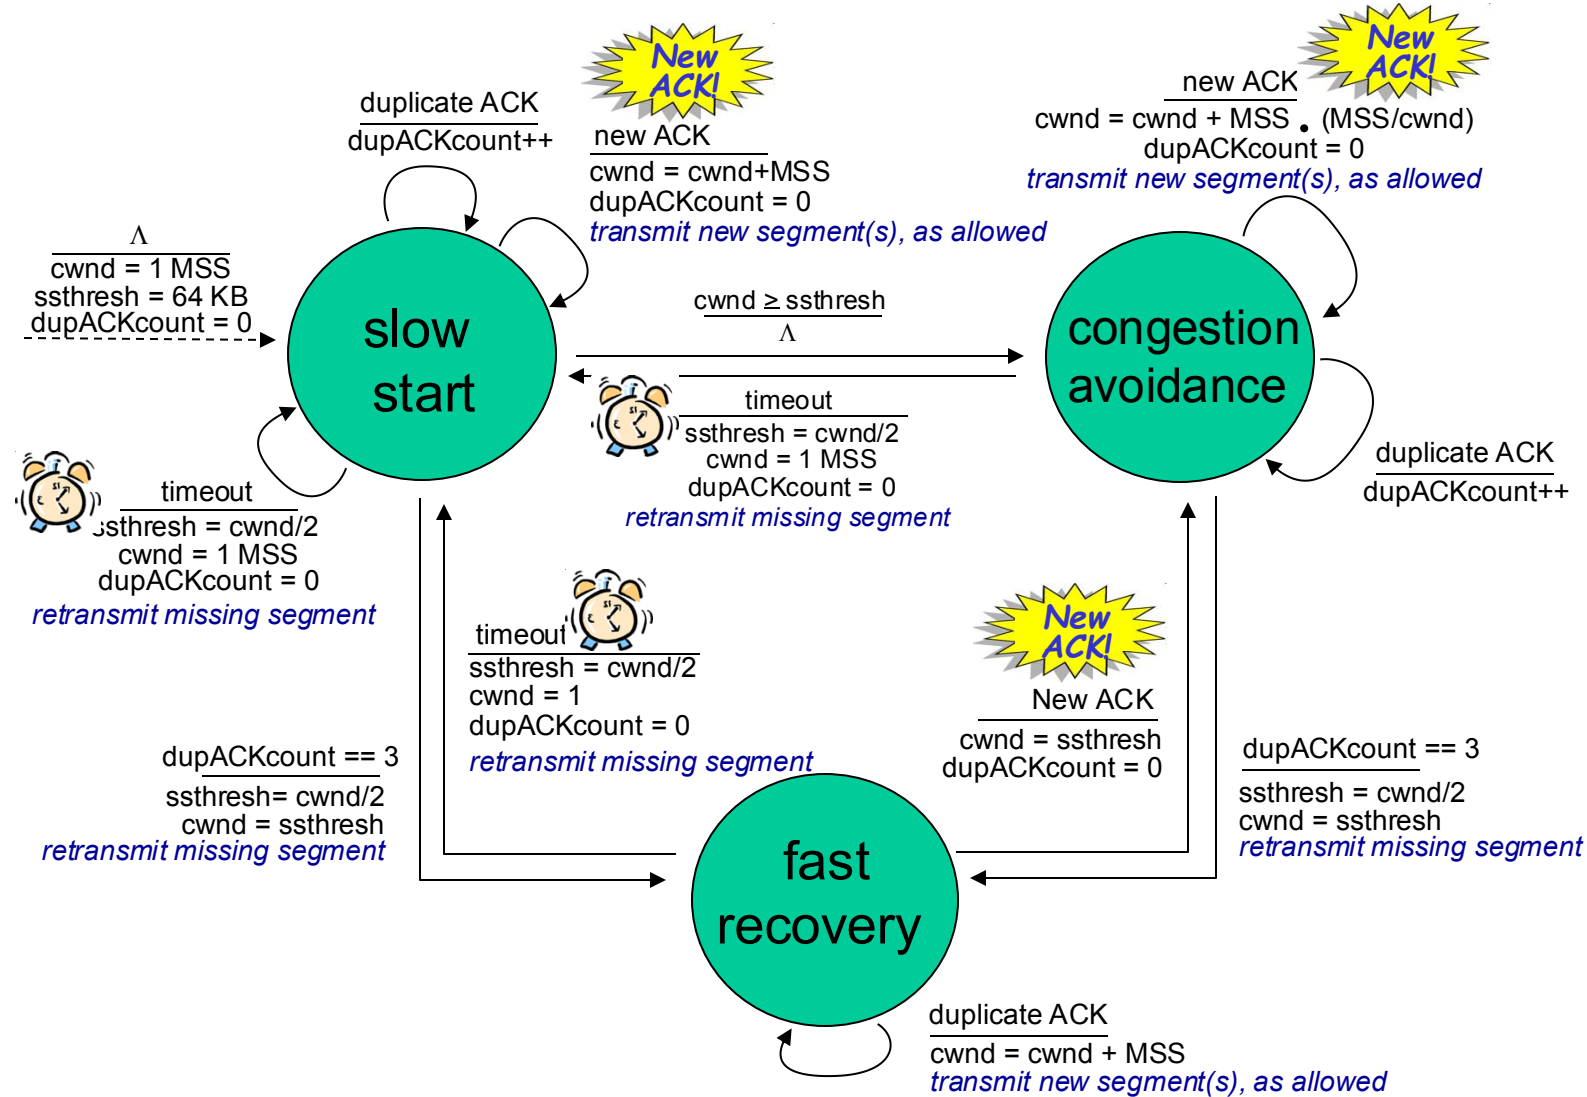 New
ACK!
duplicate ACK
dupACKcount++
new ACK
cwnd = cwnd+MSS
dupACKcount = 0
transmit new segment(s), as allowed
New
ACK!
new ACK
cwnd = cwnd + MSS • (MSS/cwnd)
dupACKcount = 0
transmit new segment(s), as allowed
Λ
cwnd = 1 MSS
ssthresh = 64 KB
dupACKcount = 0
slow
start
cwnd ≥ ssthresh
Λ
congestion
avoidance
timeout
ssthresh = cwnd/2
cwnd = 1 MSS
dupACKcount = 0
retransmit missing segment
duplicate ACK
dupACKcount++
timeout
ssthresh = cwnd/2
cwnd = 1 MSS
dupACKcount = 0
retransmit missing segment
timeout
ssthresh = cwnd/2
cwnd = 1
dupACKcount = 0
retransmit missing segment
New
ACK!
New ACK
cwnd = ssthresh
dupACKcount = 0
dupACKcount == 3
ssthresh= cwnd/2
cwnd = ssthresh
retransmit missing segment
dupACKcount == 3
ssthresh = cwnd/2
cwnd = ssthresh
retransmit missing segment
fast
recovery
duplicate ACK
cwnd = cwnd + MSS
transmit new segment(s), as allowed